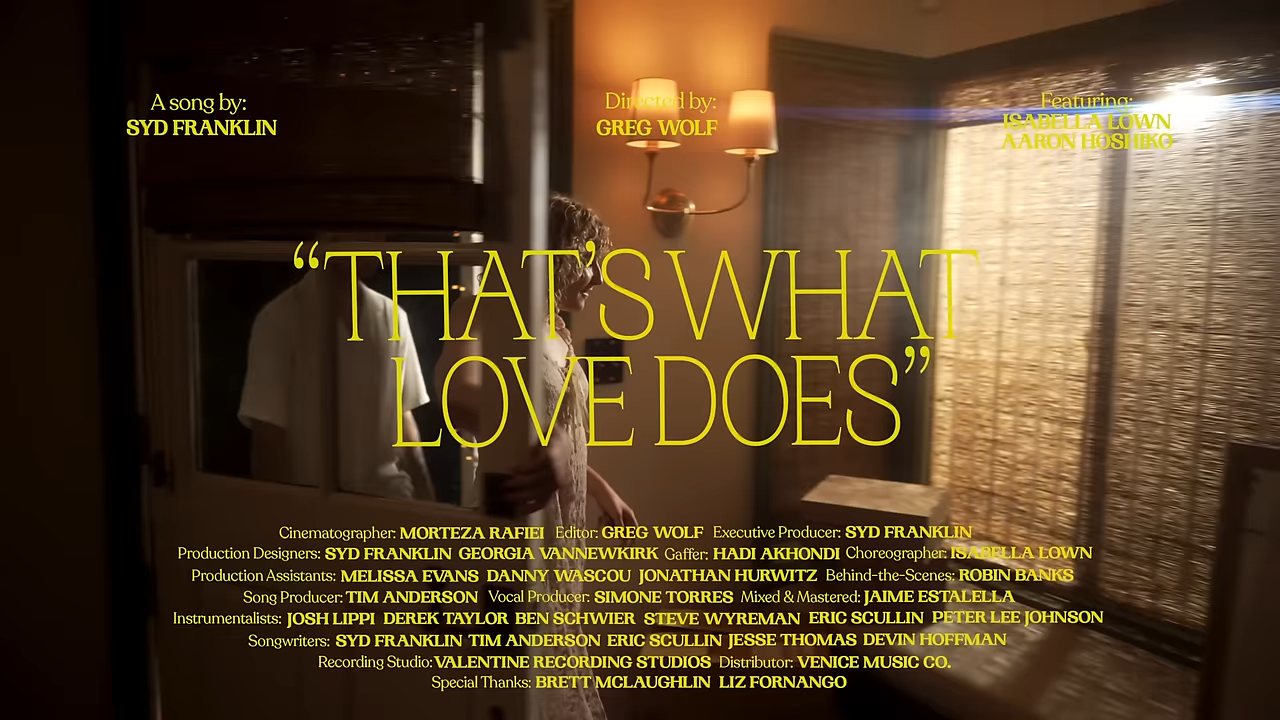 A song by:
SYD FRANKLIN
Directed by:
GREG WOLF
Featuring:
ISABELLA LOWN
AARON HOSHIKO
“THAT’S WHAT
LOVE DOES”
Cinematographer: MORTEZA RAFIEI Editor: GREG WOLF Executive Producer: SYD FRANKLIN
Production Designers: SYD FRANKLIN GEORGIA VANNEWKIRK Gaffer: HADI AKHONDI Choreographer: ISABELLA LOWN
Production Assistants: MELISSA EVANS DANNY WASCOU JONATHAN HURWITZ Behind-the-Scenes: ROBIN BANKS
Song Producer: TIM ANDERSON Vocal Producer: SIMONE TORRES Mixed & Mastered: JAIME ESTALELLA
Instrumentalists: JOSH LIPPI DEREK TAYLOR BEN SCHWIER STEVE WYREMAN ERIC SCULLIN PETER LEE JOHNSON
Songwriters: SYD FRANKLIN TIM ANDERSON ERIC SCULLIN JESSE THOMAS DEVIN HOFFMAN
Recording Studio: VALENTINE RECORDING STUDIOS Distributor: VENICE MUSIC CO.
Special Thanks: BRETT MCLAUGHLIN LIZ FORNANGO